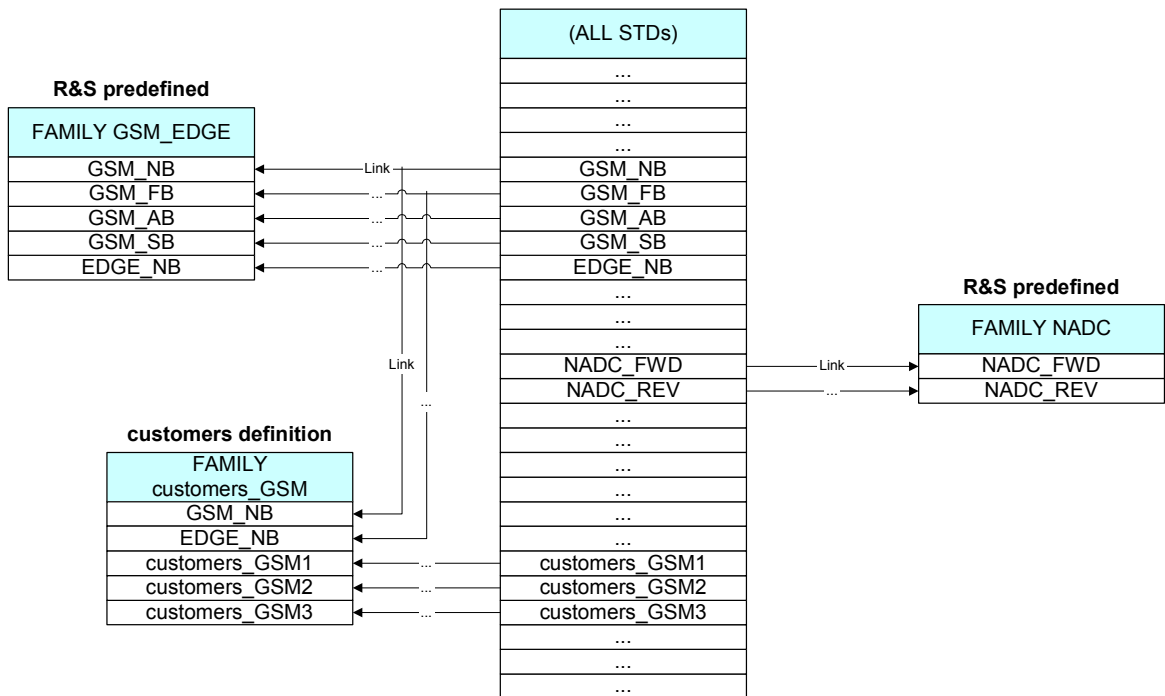 (ALL STDs)
...
...
...
...
GSM_NB
GSM_FB
GSM_AB
GSM_SB
EDGE_NB
...
...
...
NADC_FWD
NADC_REV
...
...
...
...
...
...
customers_GSM1
customers_GSM2
customers_GSM3
...
...
...
R&S predefined
FAMILY GSM_EDGE
GSM_NB
GSM_FB
GSM_AB
GSM_SB
EDGE_NB
Link
...
...
...
...
Link
...
customers definition
FAMILY
customers_GSM
GSM_NB
EDGE_NB
customers_GSM1
customers_GSM2
customers_GSM3
...
...
...
R&S predefined
FAMILY NADC
NADC_FWD
NADC_REV
Link
...